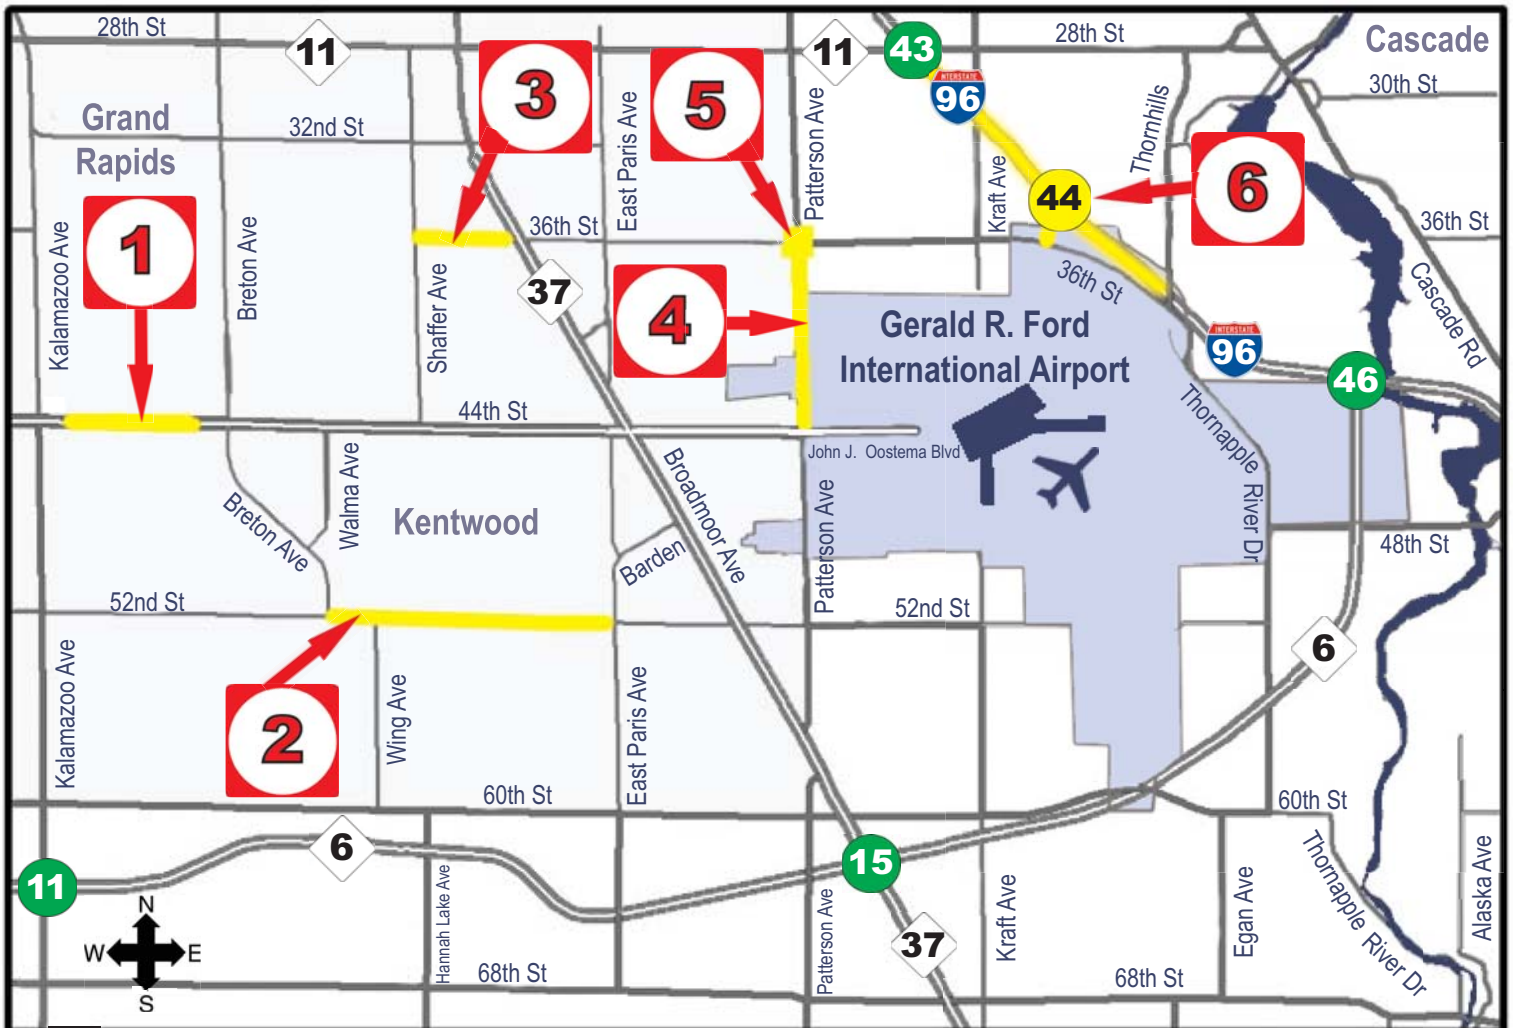 28th St
11
43
11
28th St
Cascade
3
5
INTERSTATE
96
30th St
Grand
Rapids
32nd St
East Paris Ave
Patterson Ave
Thornhills
Kraft Ave
44
6
1
Kalamazoo Ave
Breton Ave
36th St
36th St
Shaffer Ave
37
4
36th St
Cascade Rd
Gerald R. Ford
International Airport
INTERSTATE
96
46
44th St
John J. Oostema Blvd
Thornapple River Dr
Walma Ave
Broadmoor Ave
Kentwood
Breton Ave
Barden
Patterson Ave
48th St
52nd St
52nd St
Kalamazoo Ave
2
Wing Ave
East Paris Ave
6
60th St
60th St
6
15
11
Hannah Lake Ave
Patterson Ave
Kraft Ave
Egan Ave
Thornapple River Dr
Alaska Ave
N
W
E
S
37
68th St
68th St